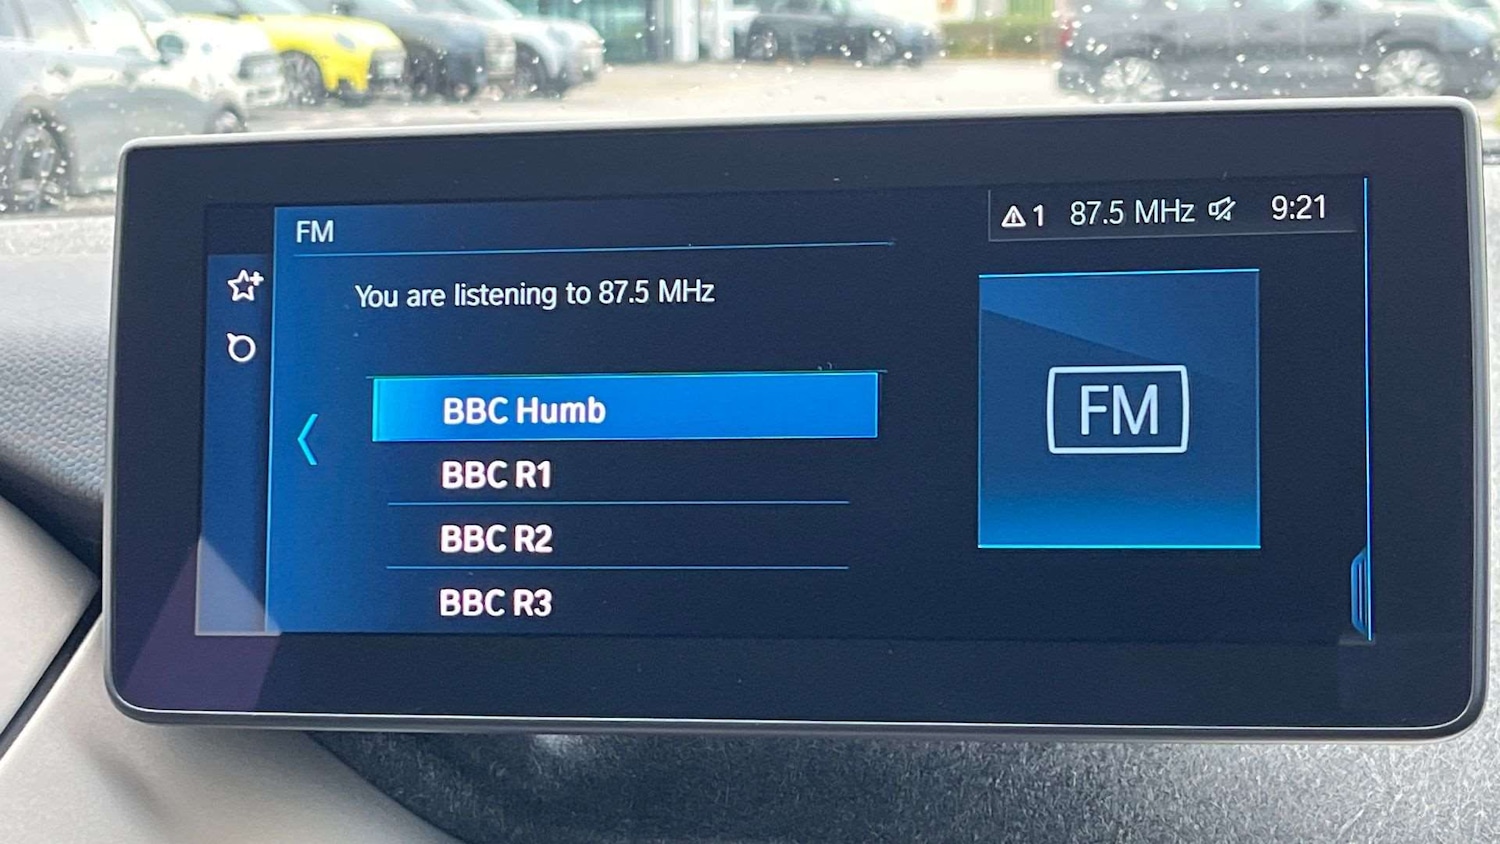 FM
1 87.5 MHz 9:21
You are listening to 87.5 MHz
BBC Humb
BBC R1
BBC R2
BBC R3
FM